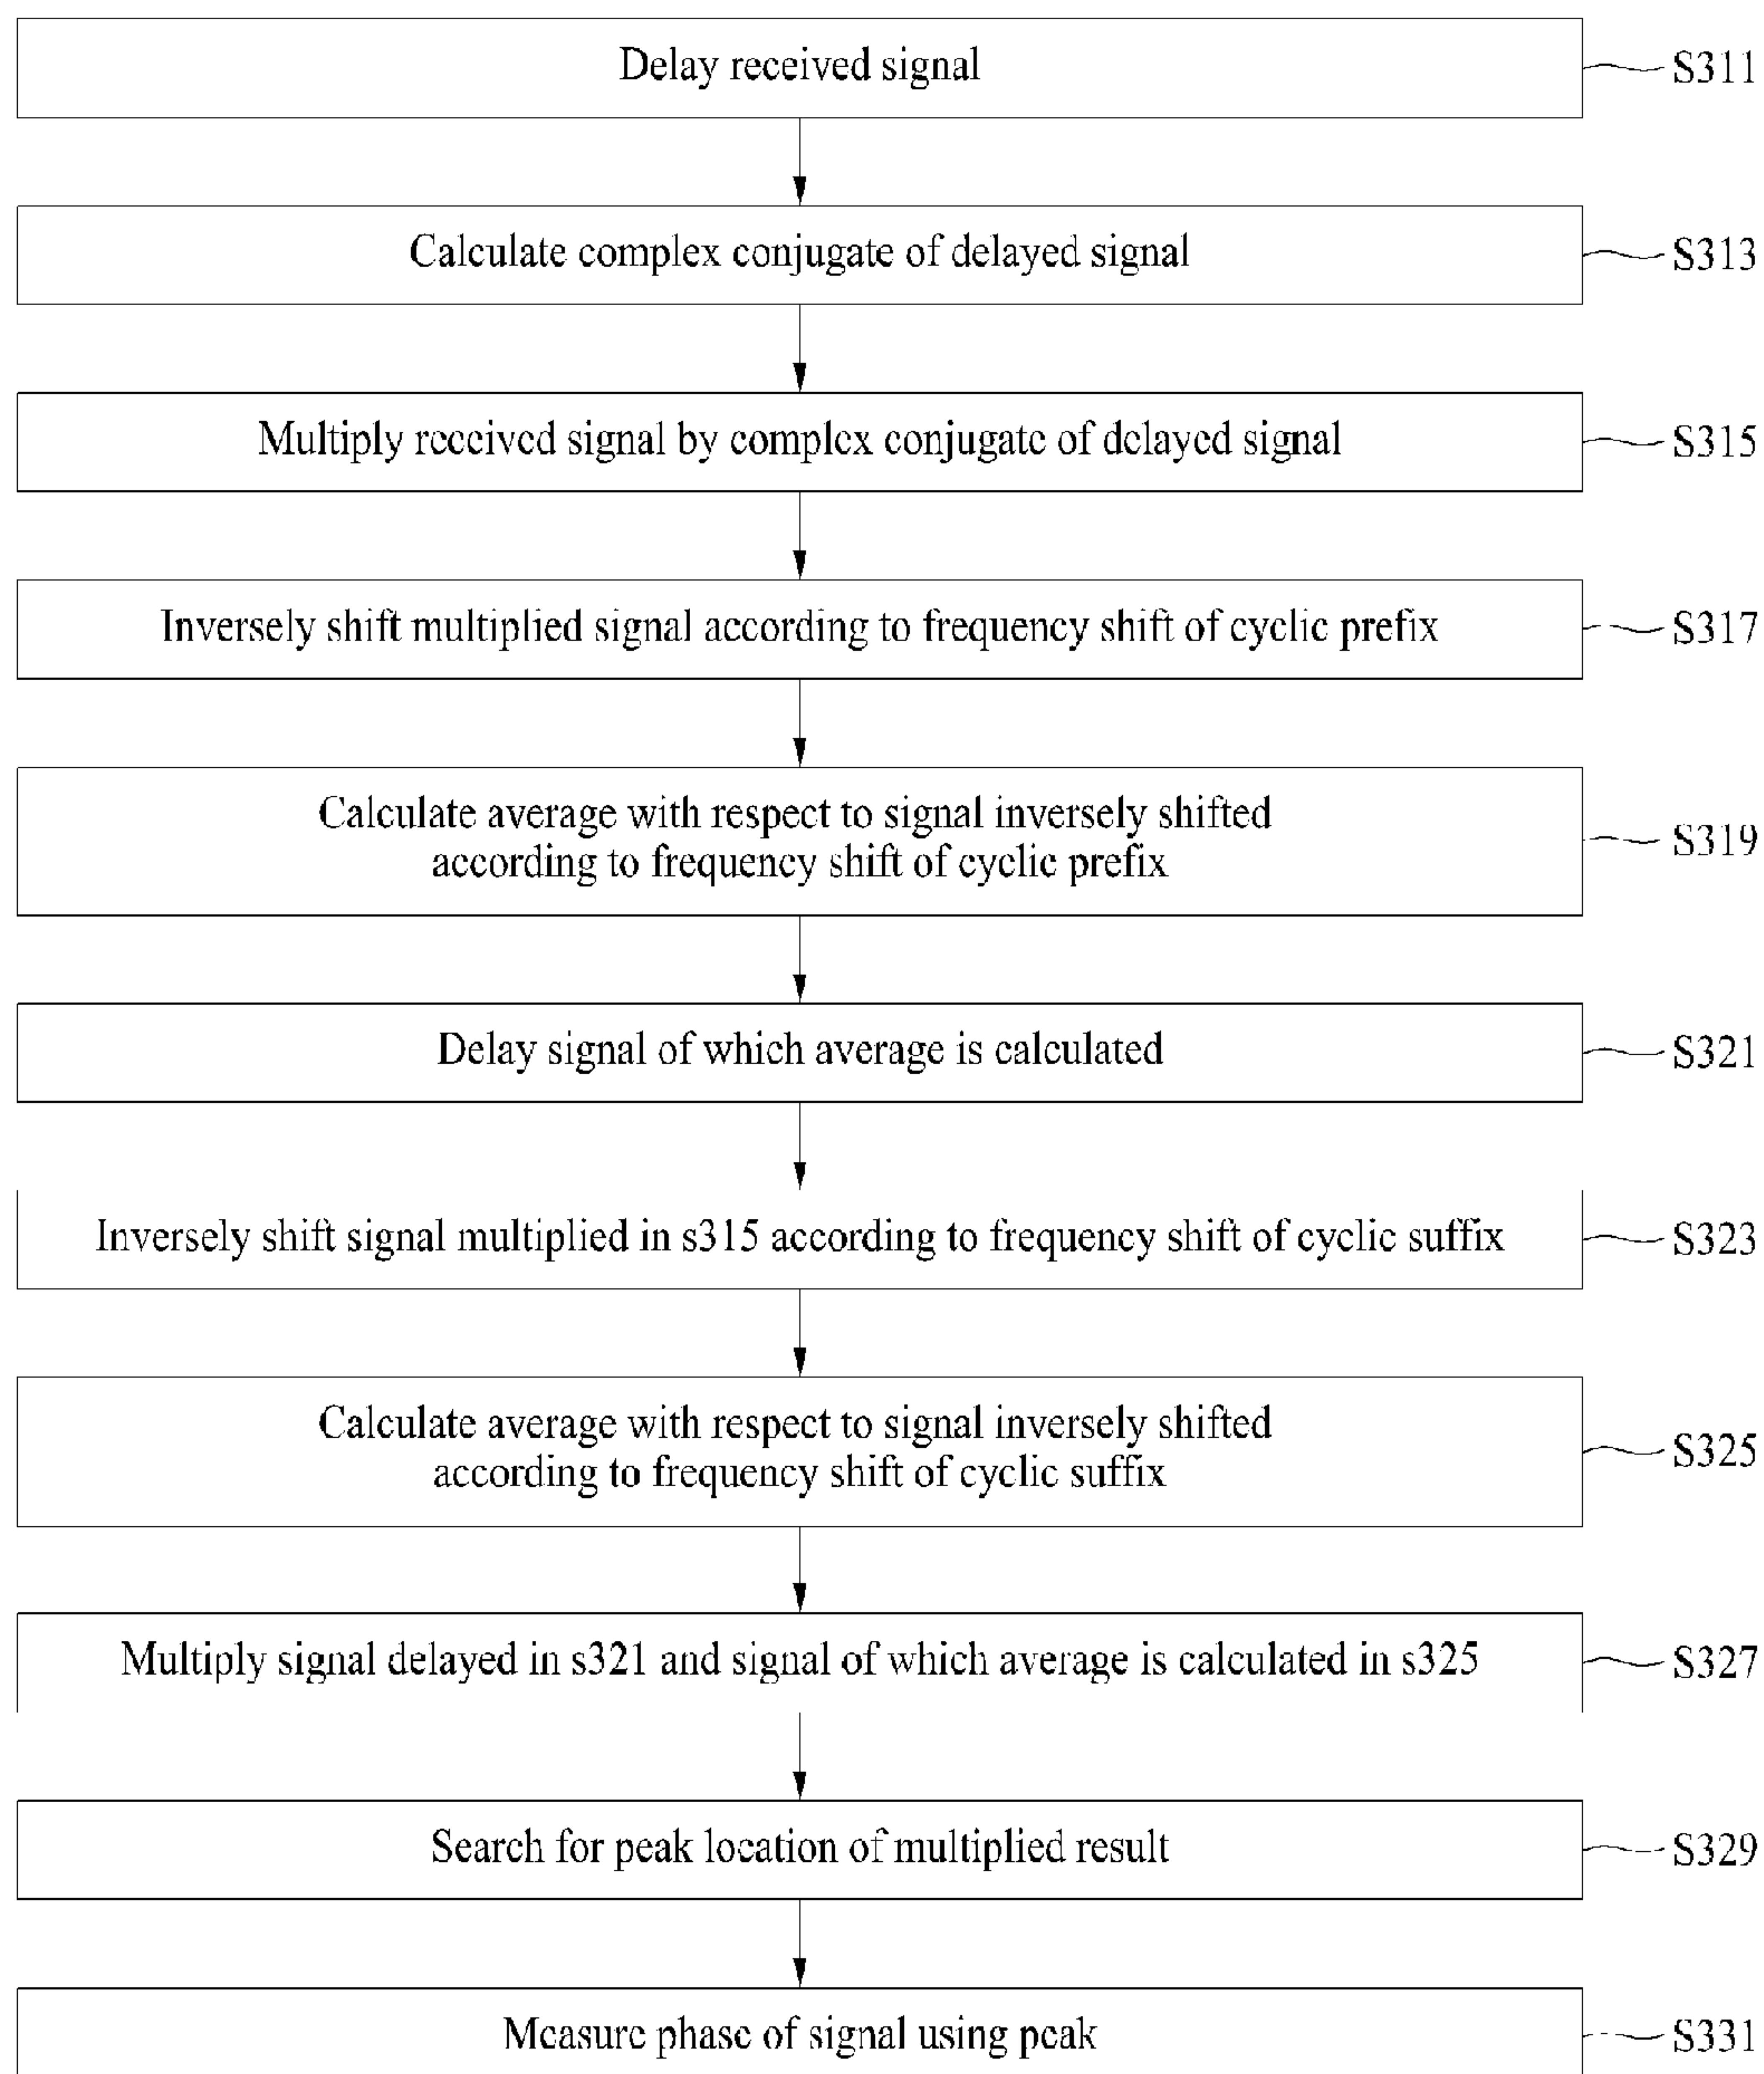 Delay received signal
S311
Calculate complex conjugate of delayed signal
S313
Multiply received signal by complex conjugate of delayed signal
S315
Inversely shift multiplied signal according to frequency shift of cyclic prefix
S317
Calculate average with respect to signal inversely shifted
according to frequency shift of cyclic prefix
S319
Delay signal of which average is calculated
S321
Inversely shift signal multiplied in s315 according to frequency shift of cyclic suffix
S323
Calculate average with respect to signal inversely shifted
according to frequency shift of cyclic suffix
S325
Multiply signal delayed in s321 and signal of which average is calculated in s325
S327
Search for peak location of multiplied result
S329
Measure phase of signal using peak
S331